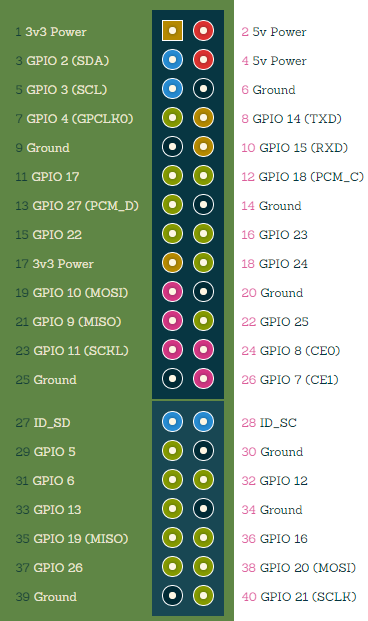 1 3v3 Power 2 5v Power
3 GPIO 2 (SDA) 4 5v Power
5 GPIO 3 (SCL) 6 Ground
7 GPIO 4 (GPCLK0) 8 GPIO 14 (TXD)
9 Ground 10 GPIO 15 (RXD)
11 GPIO 17 12 GPIO 18 (PCM_C)
13 GPIO 27 (PCM_D) 14 Ground
15 GPIO 22 16 GPIO 23
17 3v3 Power 18 GPIO 24
19 GPIO 10 (MOSI) 20 Ground
21 GPIO 9 (MISO) 22 GPIO 25
23 GPIO 11 (SCKL) 24 GPIO 8 (CE0)
25 Ground 26 GPIO 7 (CE1)
27 ID_SD 28 ID_SC
29 GPIO 5 30 Ground
31 GPIO 6 32 GPIO 12
33 GPIO 13 34 Ground
35 GPIO 19 (MISO) 36 GPIO 16
37 GPIO 26 38 GPIO 20 (MOSI)
39 Ground 40 GPIO 21 (SCLK)